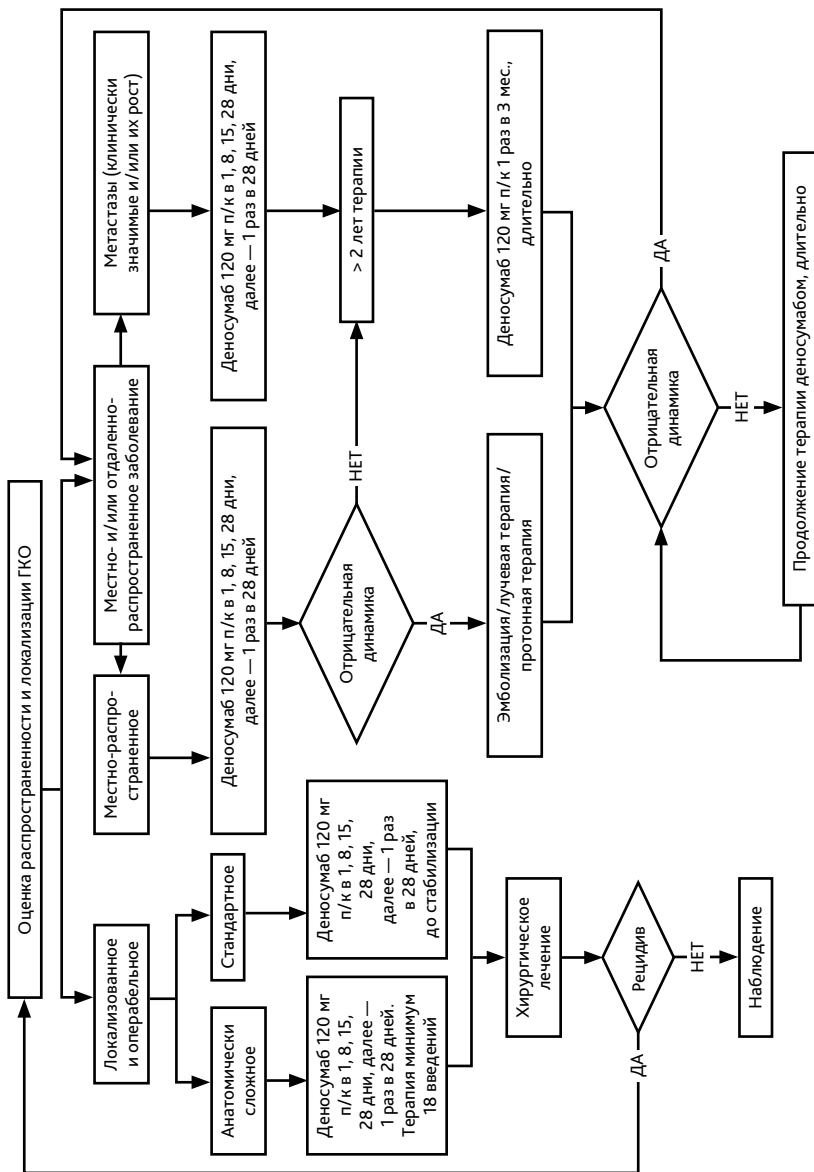 Оценка распространенности и локализации ГКО
Локализованное
и операбельное
Местно- и/или отдаленно-
распространенное заболевание
Местно-распро-
страненное
Метастазы (клинически
значимые и/или их рост)
Анатомически
сложное
Стандартное
Деносумаб 120 мг
п/к в 1, 8, 15,
28 дни, далее —
1 раз в 28 дней.
Терапия минимум
18 введений
Деносумаб 120 мг
п/к в 1, 8, 15,
28 дни,
далее — 1 раз
в 28 дней,
до стабилизации
Деносумаб 120 мг п/к в 1, 8, 15, 28 дни,
далее — 1 раз в 28 дней
Деносумаб 120 мг п/к в 1, 8, 15, 28 дни,
далее — 1 раз в 28 дней
Отрицательная
динамика
НЕТ
> 2 лет терапии
ДА
Эмболизация/лучевая терапия/
протонная терапия
Деносумаб 120 мг п/к 1 раз в 3 мес.,
длительно
Хирургическое
лечение
Рецидив
ДА
НЕТ
Наблюдение
Отрицательная
динамика
ДА
НЕТ
Продолжение терапии деносумабом, длительно